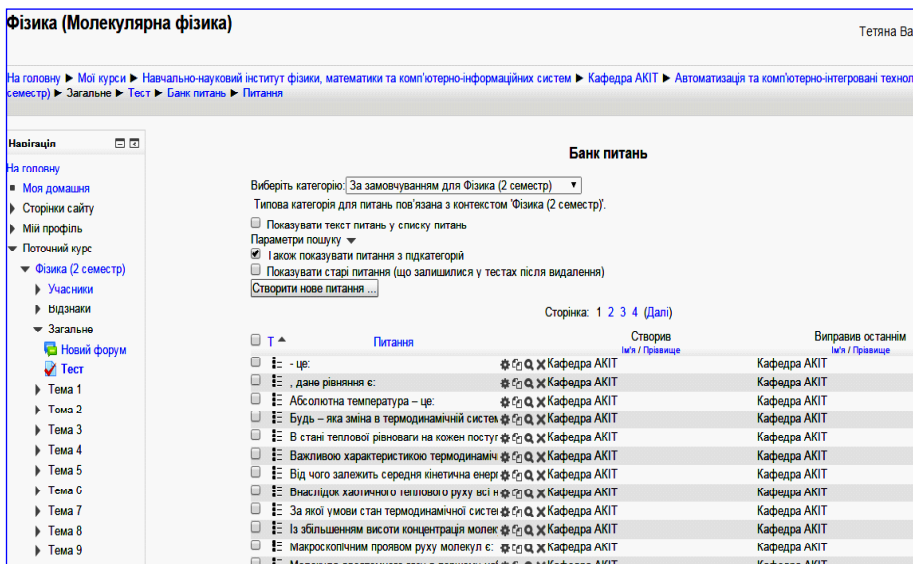 Фізика (Молекулярна фізика)
Тетяна Ва
На головну ► Мої курси ► Навчально-науковий інститут фізики, математики та комп'ютерно-інформаційних систем ► Кафедра АКІТ ► Автоматизація та комп'ютерно-інтегровані технол
семестр) ► Загальне ► Тест ► Банк питань ► Питання
Навігація
На головну
Моя домашня
Сторінки сайту
Мій профіль
Поточний курс
Фізика (2 семестр)
Учасники
Відзнаки
Загальне
Новий форум
Тест
Тема 1
Тема 2
Тема 3
Тема 4
Тема 5
Тема 6
Тема 7
Тема 8
Тема 9
Банк питань
Виберіть категорію: За замовчуванням для Фізика (2 семестр)
Типова категорія для питань пов'язана з контекстом 'Фізика (2 семестр)'.
Показувати текст питань у списку питань
Параметри пошуку
Також показувати питання з підкатегорій
Показувати старі питання (що залишилися у тестах після видалення)
Створити нове питання ...
Сторінка: 1 2 3 4 (Далі)
Т Питання Створив Виправив останнім
Ім'я / Прізвище Ім'я / Прізвище
- це: Кафедра АКІТ Кафедра АКІТ
, дане рівняння є: Кафедра АКІТ Кафедра АКІТ
Абсолютна температура – це: Кафедра АКІТ Кафедра АКІТ
Будь – яка зміна в термодинамічній систем Кафедра АКІТ Кафедра АКІТ
В стані теплової рівноваги на кожен поступ Кафедра АКІТ Кафедра АКІТ
Важливою характеристикою термодинаміч Кафедра АКІТ Кафедра АКІТ
Від чого залежить середня кінетична енерг Кафедра АКІТ Кафедра АКІТ
Внаслідок хаотичного теплового руху всі н Кафедра АКІТ Кафедра АКІТ
За якої умови стан термодинамічної систем Кафедра АКІТ Кафедра АКІТ
Із збільшенням висоти концентрація молек Кафедра АКІТ Кафедра АКІТ
Макроскопічним проявом руху молекул є: Кафедра АКІТ Кафедра АКІТ
Кафедра АКІТ Кафедра АКІТ